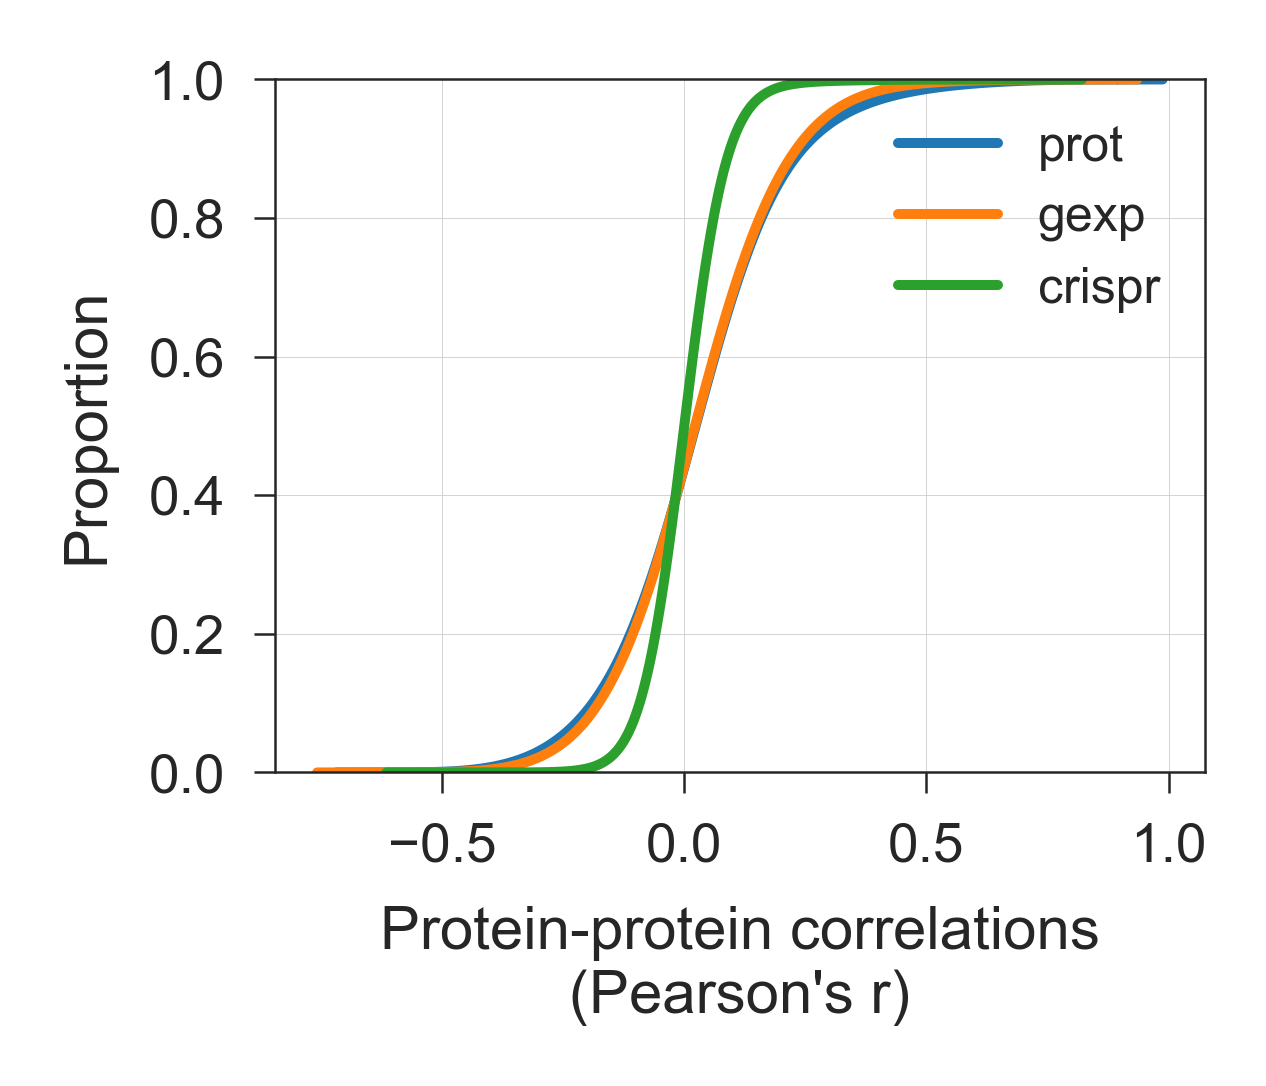 1.0
0.8
0.6
0.4
0.2
0.0
Proportion
prot
gexp
crispr
−0.5 0.0 0.5 1.0
Protein-protein correlations
(Pearson's r)